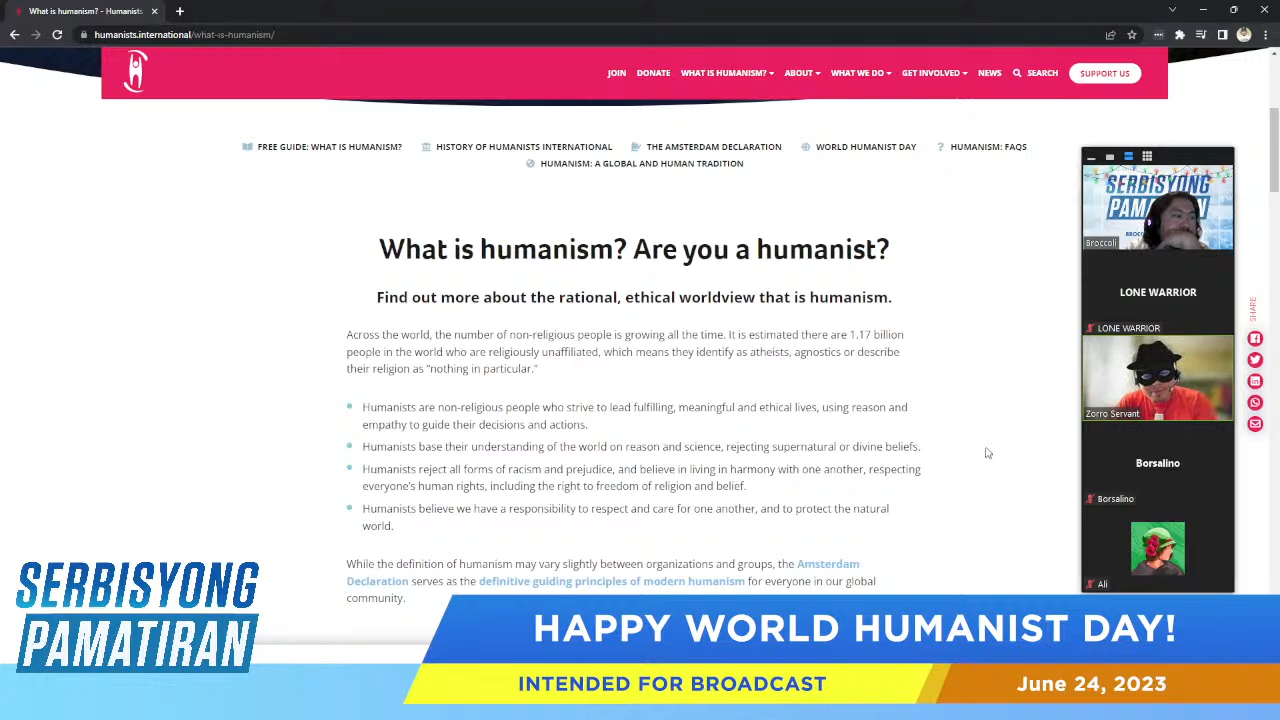 What is humanism? - Humanists
humanists.international/what-is-humanism/
JOIN DONATE WHAT IS HUMANISM? ABOUT WHAT WE DO GET INVOLVED NEWS SEARCH SUPPORT US
FREE GUIDE: WHAT IS HUMANISM? HISTORY OF HUMANISTS INTERNATIONAL THE AMSTERDAM DECLARATION WORLD HUMANIST DAY HUMANISM: FAQS
HUMANISM: A GLOBAL AND HUMAN TRADITION
What is humanism? Are you a humanist?
Find out more about the rational, ethical worldview that is humanism.
Across the world, the number of non-religious people is growing all the time. It is estimated there are 1.17 billion
people in the world who are religiously unaffiliated, which means they identify as atheists, agnostics or describe
their religion as “nothing in particular.”
Humanists are non-religious people who strive to lead fulfilling, meaningful and ethical lives, using reason and
empathy to guide their decisions and actions.
Humanists base their understanding of the world on reason and science, rejecting supernatural or divine beliefs.
Humanists reject all forms of racism and prejudice, and believe in living in harmony with one another, respecting
everyone’s human rights, including the right to freedom of religion and belief.
Humanists believe we have a responsibility to respect and care for one another, and to protect the natural
world.
While the definition of humanism may vary slightly between organizations and groups, the Amsterdam
Declaration serves as the definitive guiding principles of modern humanism for everyone in our global
community.
SERBISYONG
Broccoli
LONE WARRIOR
LONE WARRIOR
Zorro Servant
Borsalino
Borsalino
Ali
SHARE
SERBISYONG
PAMATIRAN
HAPPY WORLD HUMANIST DAY!
INTENDED FOR BROADCAST
June 24, 2023